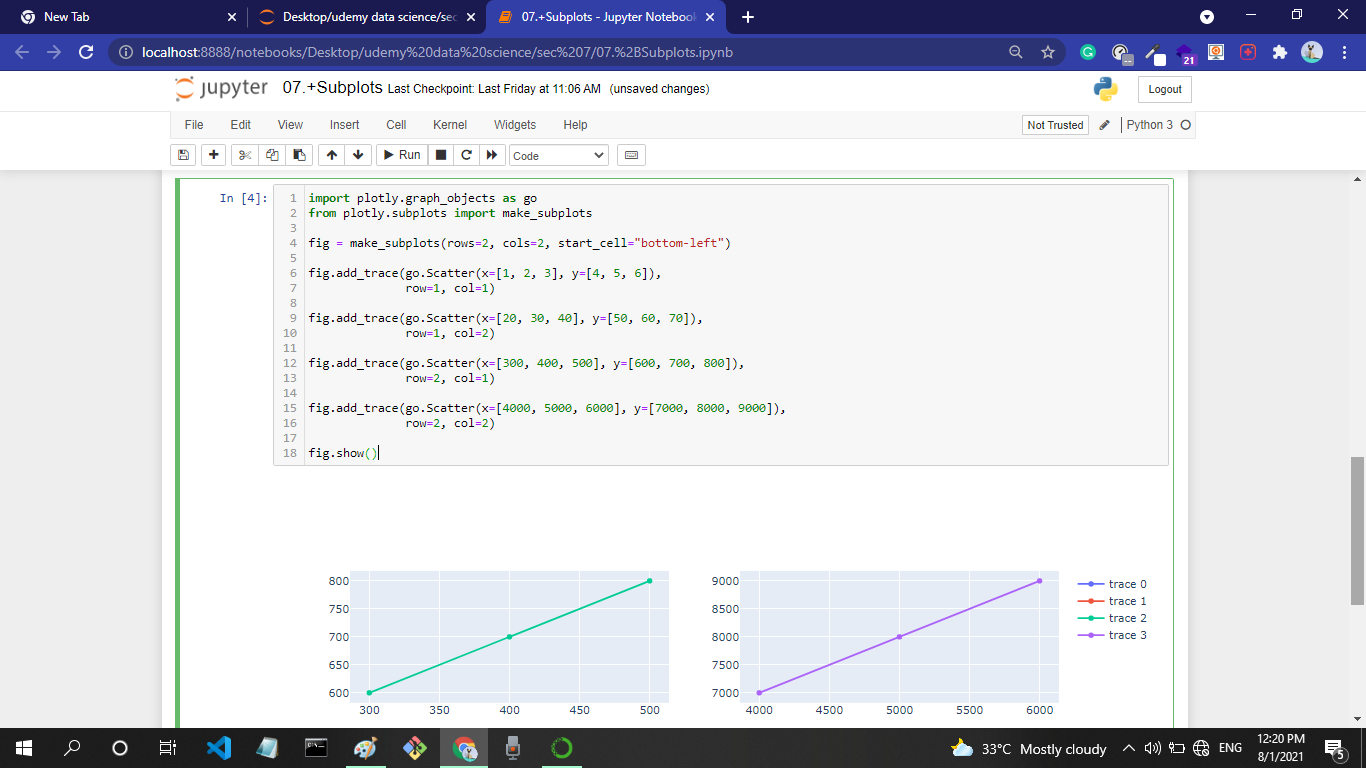 New Tab
Desktop/udemy data science/sec
07.+Subplots - Jupyter Notebook
localhost:8888/notebooks/Desktop/udemy%20data%20science/sec%207/07.%2BSubplots.ipynb
21
jupyter 07.+Subplots Last Checkpoint: Last Friday at 11:06 AM (unsaved changes)
Logout
File Edit View Insert Cell Kernel Widgets Help
Not Trusted
Python 3
Run
Code
In [4]:
1 import plotly.graph_objects as go
2 from plotly.subplots import make_subplots
3
4 fig = make_subplots(rows=2, cols=2, start_cell="bottom-left")
5
6 fig.add_trace(go.Scatter(x=[1, 2, 3], y=[4, 5, 6]),
7 row=1, col=1)
8
9 fig.add_trace(go.Scatter(x=[20, 30, 40], y=[50, 60, 70]),
10 row=1, col=2)
11
12 fig.add_trace(go.Scatter(x=[300, 400, 500], y=[600, 700, 800]),
13 row=2, col=1)
14
15 fig.add_trace(go.Scatter(x=[4000, 5000, 6000], y=[7000, 8000, 9000]),
16 row=2, col=2)
17
18 fig.show()
800
750
700
650
600
300 350 400 450 500
9000
8500
8000
7500
7000
4000 4500 5000 5500 6000
trace 0
trace 1
trace 2
trace 3
33°C Mostly cloudy
ENG
12:20 PM
8/1/2021
5